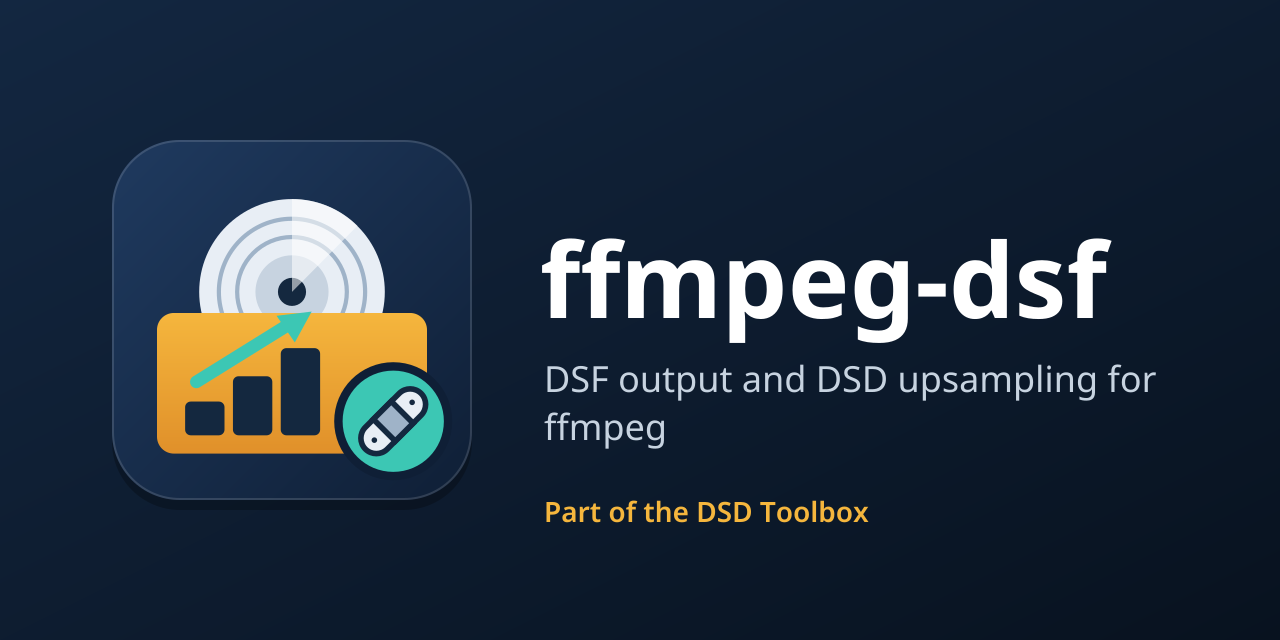 ffmpeg-dsf
DSF output and DSD upsampling for
ffmpeg
Part of the DSD Toolbox